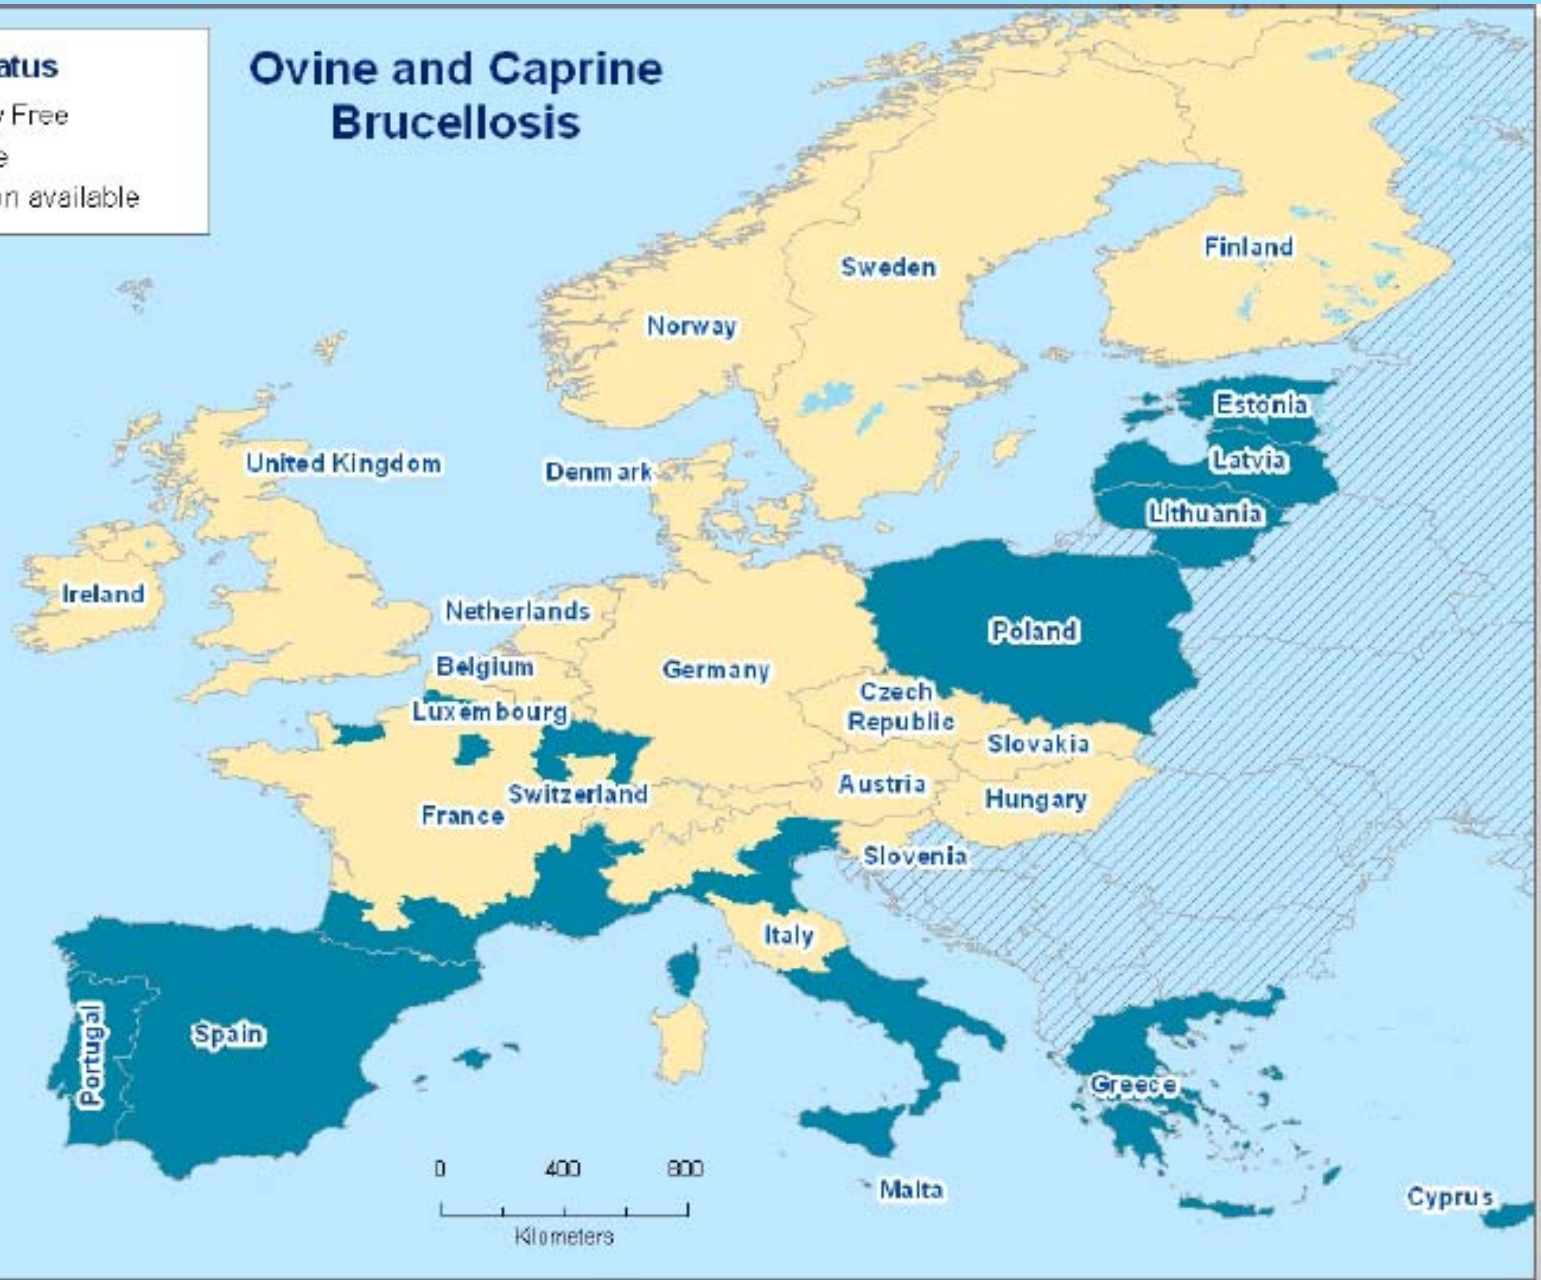 atus
y Free
e
on available
Ovine and Caprine
Brucellosis
Finland
Sweden
Norway
Estonia
United Kingdom
Denmark
Latvia
Lithuania
Ireland
Netherlands
Poland
Belgium
Germany
Czech
Republic
Luxembourg
Slovakia
Austria
Switzerland
Hungary
France
Slovenia
Italy
Portugal
Spain
Greece
0 400 800
Kilometers
Malta
Cyprus